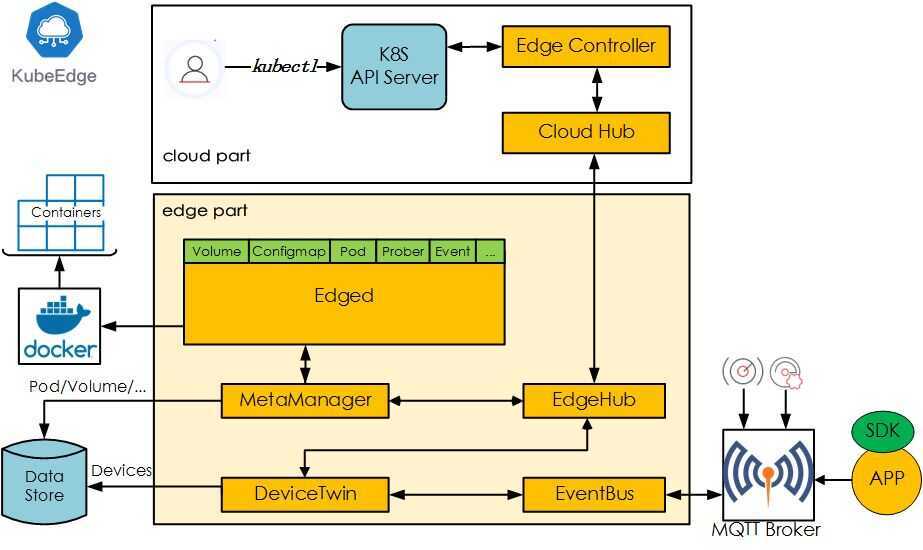 KubeEdge
kubectl
K8S
API Server
Edge Controller
Cloud Hub
cloud part
edge part
Containers
Volume
Configmap
Pod
Prober
Event
...
Edged
docker
Pod/Volume/...
MetaManager
EdgeHub
SDK
APP
Data
Store
Devices
DeviceTwin
EventBus
MQTT Broker